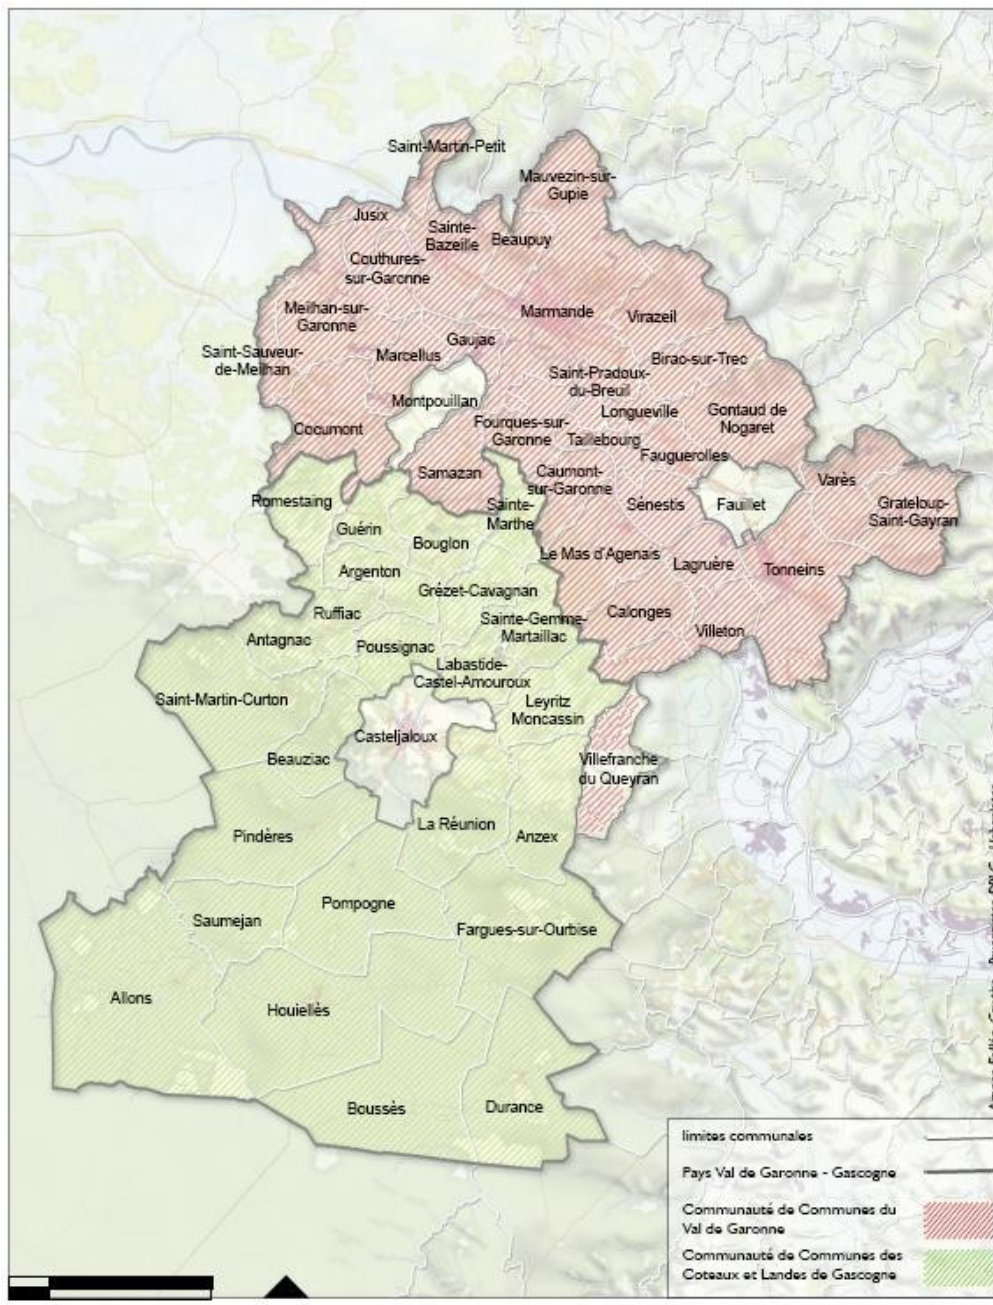 Saint-Martin-Petit
Mauvezin-sur-
Gupie
Jusix
Sainte-
Bazeille
Beaupuy
Couthures-
sur-Garonne
Meilhan-sur-
Garonne
Marmande
Virazeil
Gaujac
Saint-Sauveur-
de-Meilhan
Marcellus
Birac-sur-Trec
Saint-Pradoux-
du-Breuil
Montpouillan
Longueville
Gontaud de
Nogaret
Cocumont
Fourques-sur-
Garonne
Taillebourg
Fauguerolles
Samazan
Caumont-
sur-Garonne
Varès
Romestaing
Sainte-
Marthe
Sénestis
Fauillet
Grateloup-
Saint-Gayran
Guérin
Bouglon
Le Mas d'Agenais
Lagruère
Tonneins
Argenton
Grézet-Cavagnan
Ruffiac
Sainte-Gemme-
Martaillac
Calonges
Villeton
Antagnac
Poussignac
Labastide-
Castel-Amouroux
Saint-Martin-Curton
Leyritz
Moncassin
Casteljaloux
Beauziac
Villefranche
du Queyran
La Réunion
Anzex
Pindères
Pompogne
Saumejan
Fargues-sur-Ourbise
Allons
Houiellès
Boussès
Durance
limites communales
Pays Val de Garonne - Gascogne
Communauté de Communes du
Val de Garonne
Communauté de Communes des
Coteaux et Landes de Gascogne